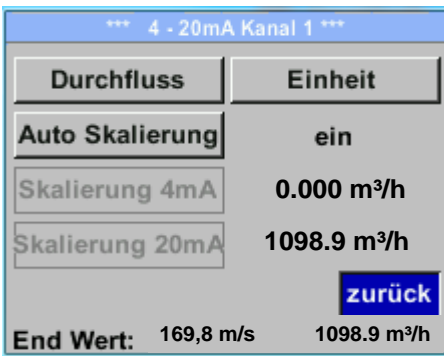 *** 4 - 20mA Kanal 1 ***
Durchfluss Einheit
Auto Skalierung ein
Skalierung 4mA 0.000 m³/h
Skalierung 20mA 1098.9 m³/h
zurück
End Wert: 169,8 m/s 1098.9 m³/h